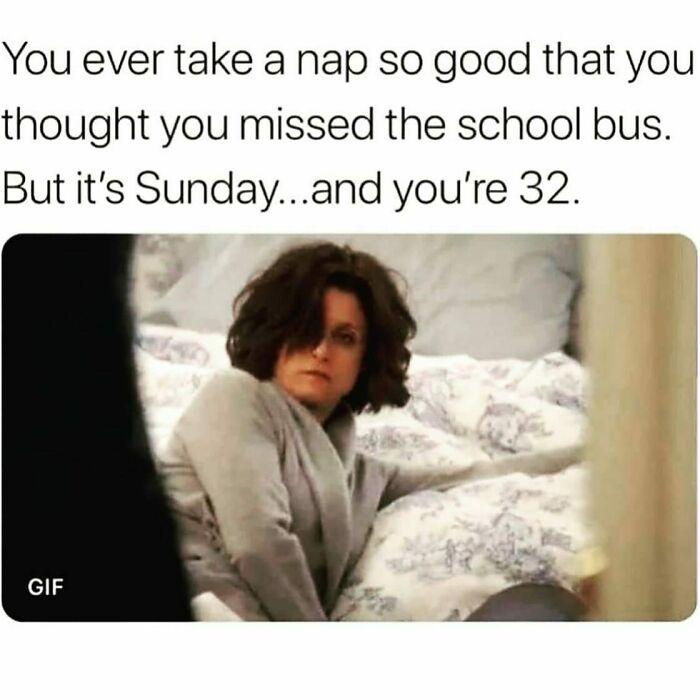 You ever take a nap so good that you
thought you missed the school bus.
But it's Sunday...and you're 32.
GIF